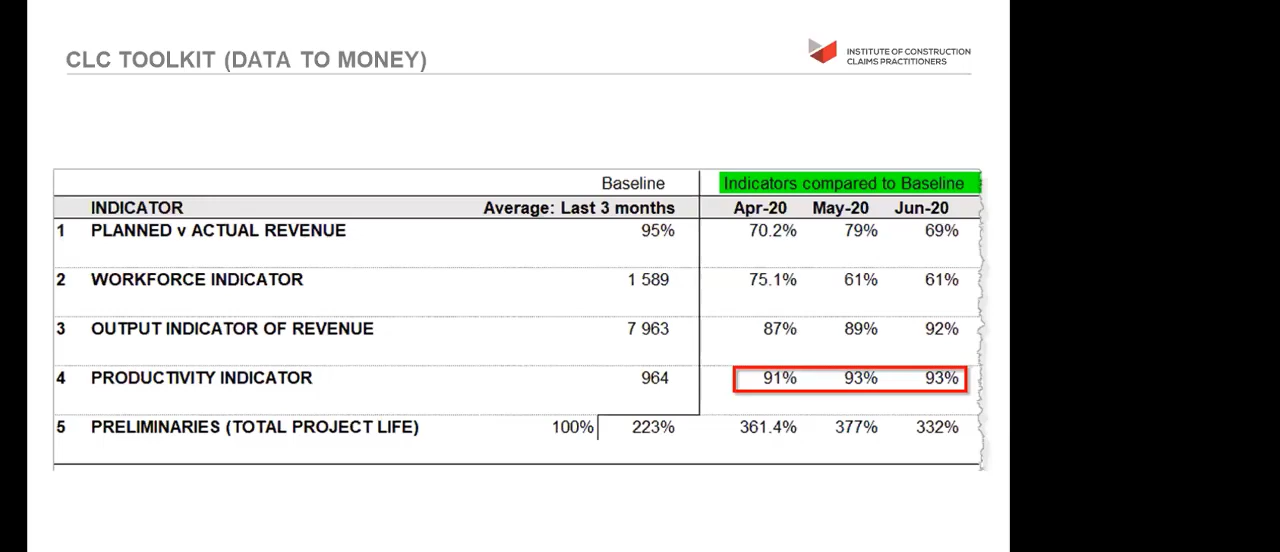 CLC TOOLKIT (DATA TO MONEY)
INSTITUTE OF CONSTRUCTION
CLAIMS PRACTITIONERS
Baseline Indicators compared to Baseline
INDICATOR Average: Last 3 months Apr-20 May-20 Jun-20
1 PLANNED v ACTUAL REVENUE 95% 70.2% 79% 69%
2 WORKFORCE INDICATOR 1 589 75.1% 61% 61%
3 OUTPUT INDICATOR OF REVENUE 7 963 87% 89% 92%
4 PRODUCTIVITY INDICATOR 964 91% 93% 93%
5 PRELIMINARIES (TOTAL PROJECT LIFE) 100% 223% 361.4% 377% 332%